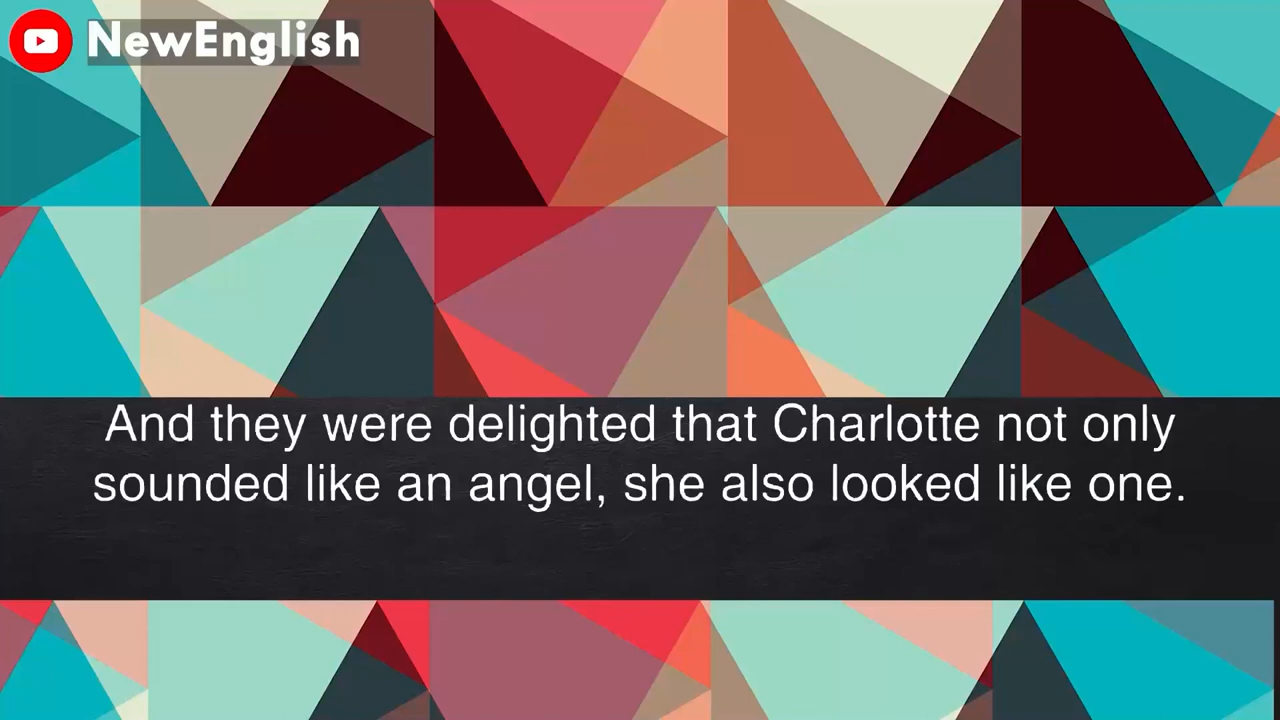 NewEnglish
And they were delighted that Charlotte not only
sounded like an angel, she also looked like one.